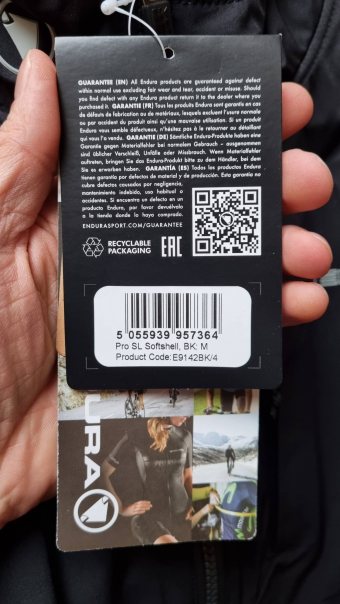 GUARANTEE (EN) All Endura products are guaranteed against defect
within normal use excluding fair wear and tear, accident or misuse. Should
you find defect with any Endura product return it to the dealer where you
purchased it. GARANTIE (FR) Tous les produits Endura sont garantis en cas
de défauts de fabrication ou de matériaux, lesquels excluent l'usure normale
ou par accident du produit ainsi qu'une mauvaise utilisation. Si un produit
Endura vous semble défectueux, n'hésitez pas à le retourner au détaillant
qui vous l'a vendu. GARANTIE (DE) Sämtliche Endura-Produkte haben eine
Garantie gegen Materialfehler bei normalem Gebrauch - ausgenommen
sind üblicher Verschleiß, Unfälle oder Missbrauch. Wenn Materialfehler
auftreten, bringen Sie das Endura-Produkt bitte zu dem Händler, bei dem
Sie es erworben haben. GARANTÍA (ES) Todos los productos Endura
tienen garantía por defectos de material y de producción. Esta garantía no
cubre defectos causados por negligencia,
mantenimiento indebido, uso habitual o
accidentes. Si encuentra un defecto en un
producto Endura, por favor devuélvalo
a la tienda donde lo haya comprado.
ENDURASPORT.COM/GUARANTEE
RECYCLABLE
PACKAGING
EAC
5 055939 957364
Pro SL Softshell, BK: M
Product Code:E9142BK/4
URA